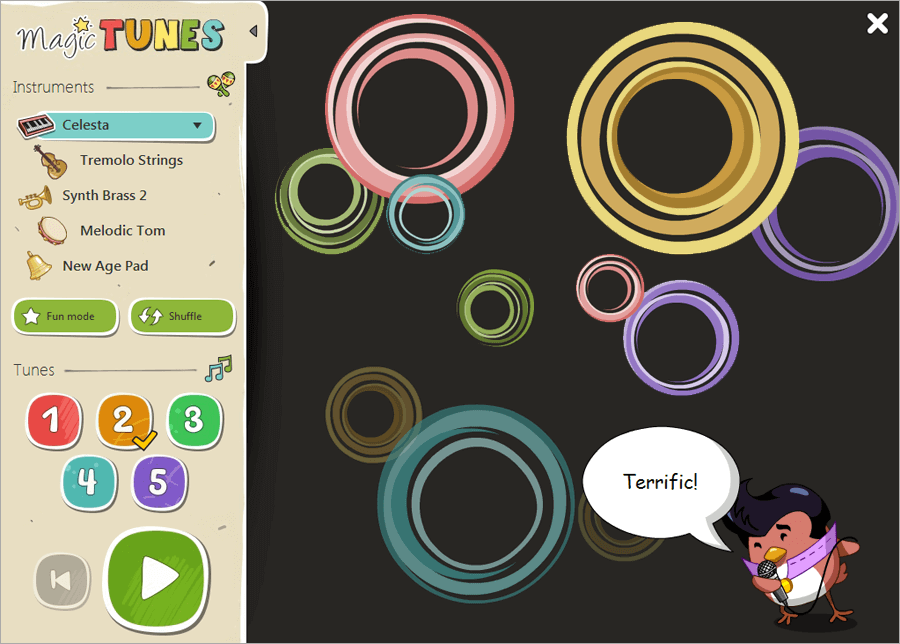 Magic TUNES
Instruments
Celesta
Tremolo Strings
Synth Brass 2
Melodic Tom
New Age Pad
Fun mode
Shuffle
Tunes
1
2
3
4
5
Terrific!